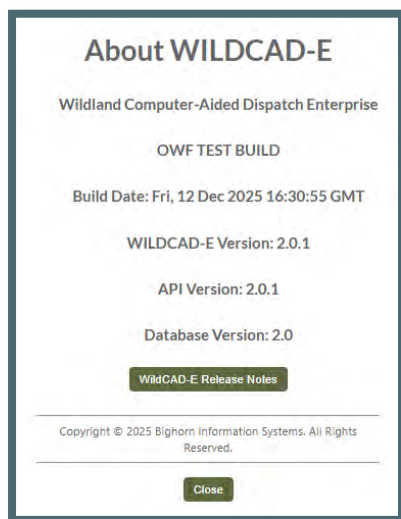 About WILDCAD-E
Wildland Computer-Aided Dispatch Enterprise
OWF TEST BUILD
Build Date: Fri, 12 Dec 2025 16:30:55 GMT
WILDCAD-E Version: 2.0.1
API Version: 2.0.1
Database Version: 2.0
WildCAD-E Release Notes
Copyright © 2025 Bighorn Information Systems. All Rights
Reserved.
Close